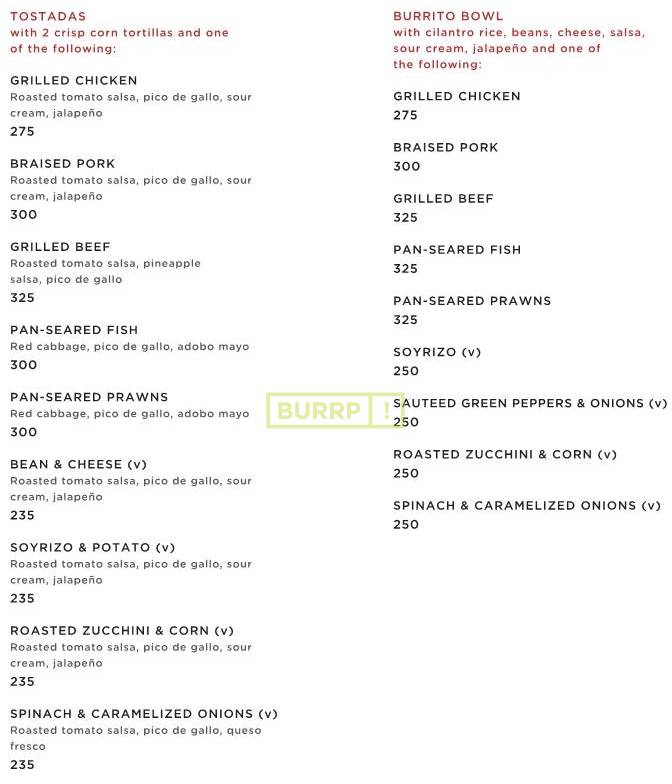 TOSTADAS
with 2 crisp corn tortillas and one
of the following:
GRILLED CHICKEN
Roasted tomato salsa, pico de gallo, sour
cream, jalapeño
275
BRAISED PORK
Roasted tomato salsa, pico de gallo, sour
cream, jalapeño
300
GRILLED BEEF
Roasted tomato salsa, pineapple
salsa, pico de gallo
325
PAN-SEARED FISH
Red cabbage, pico de gallo, adobo mayo
300
PAN-SEARED PRAWNS
Red cabbage, pico de gallo, adobo mayo
300
BEAN & CHEESE (v)
Roasted tomato salsa, pico de gallo, sour
cream, jalapeño
235
SOYRIZO & POTATO (v)
Roasted tomato salsa, pico de gallo, sour
cream, jalapeño
235
ROASTED ZUCCHINI & CORN (v)
Roasted tomato salsa, pico de gallo, sour
cream, jalapeño
235
SPINACH & CARAMELIZED ONIONS (v)
Roasted tomato salsa, pico de gallo, queso
fresco
235
BURRITO BOWL
with cilantro rice, beans, cheese, salsa,
sour cream, jalapeño and one of
the following:
GRILLED CHICKEN
275
BRAISED PORK
300
GRILLED BEEF
325
PAN-SEARED FISH
325
PAN-SEARED PRAWNS
325
SOYRIZO (v)
250
SAUTEED GREEN PEPPERS & ONIONS (v)
250
ROASTED ZUCCHINI & CORN (v)
250
SPINACH & CARAMELIZED ONIONS (v)
250
BURRP!